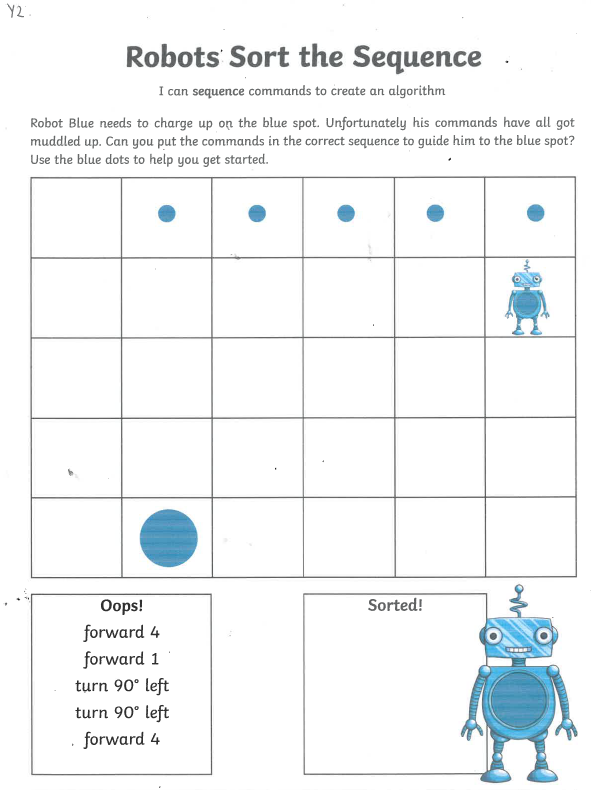 Y2.
Robots Sort the Sequence
I can sequence commands to create an algorithm
Robot Blue needs to charge up on the blue spot. Unfortunately his commands have all got
muddled up. Can you put the commands in the correct sequence to guide him to the blue spot?
Use the blue dots to help you get started.
Oops!
forward 4
forward 1
turn 90° left
turn 90° left
forward 4
Sorted!